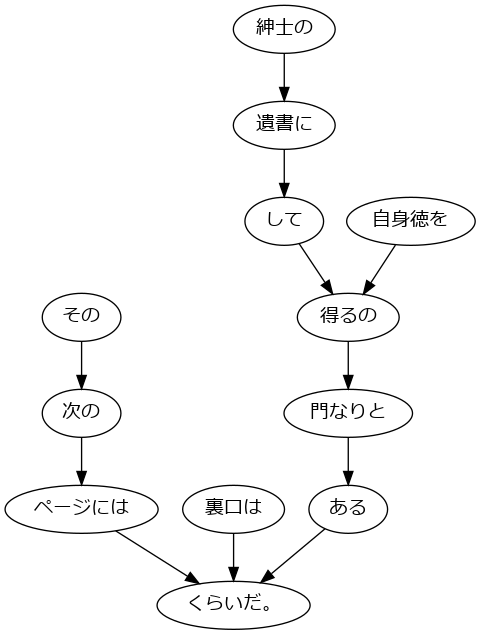 紳士の
遺書に
して
自身徳を
その
得るの
次の
門なりと
ページには
裏口は
ある
くらいだ。